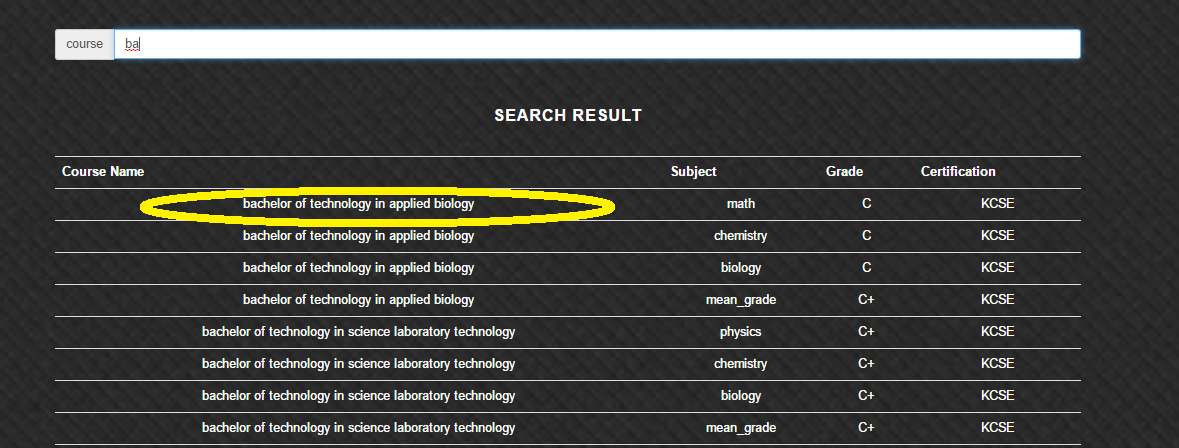 course ba
SEARCH RESULT
Course Name Subject Grade Certification
bachelor of technology in applied biology math C KCSE
bachelor of technology in applied biology chemistry C KCSE
bachelor of technology in applied biology biology C KCSE
bachelor of technology in applied biology mean_grade C+ KCSE
bachelor of technology in science laboratory technology physics C+ KCSE
bachelor of technology in science laboratory technology chemistry C+ KCSE
bachelor of technology in science laboratory technology biology C+ KCSE
bachelor of technology in science laboratory technology mean_grade C+ KCSE